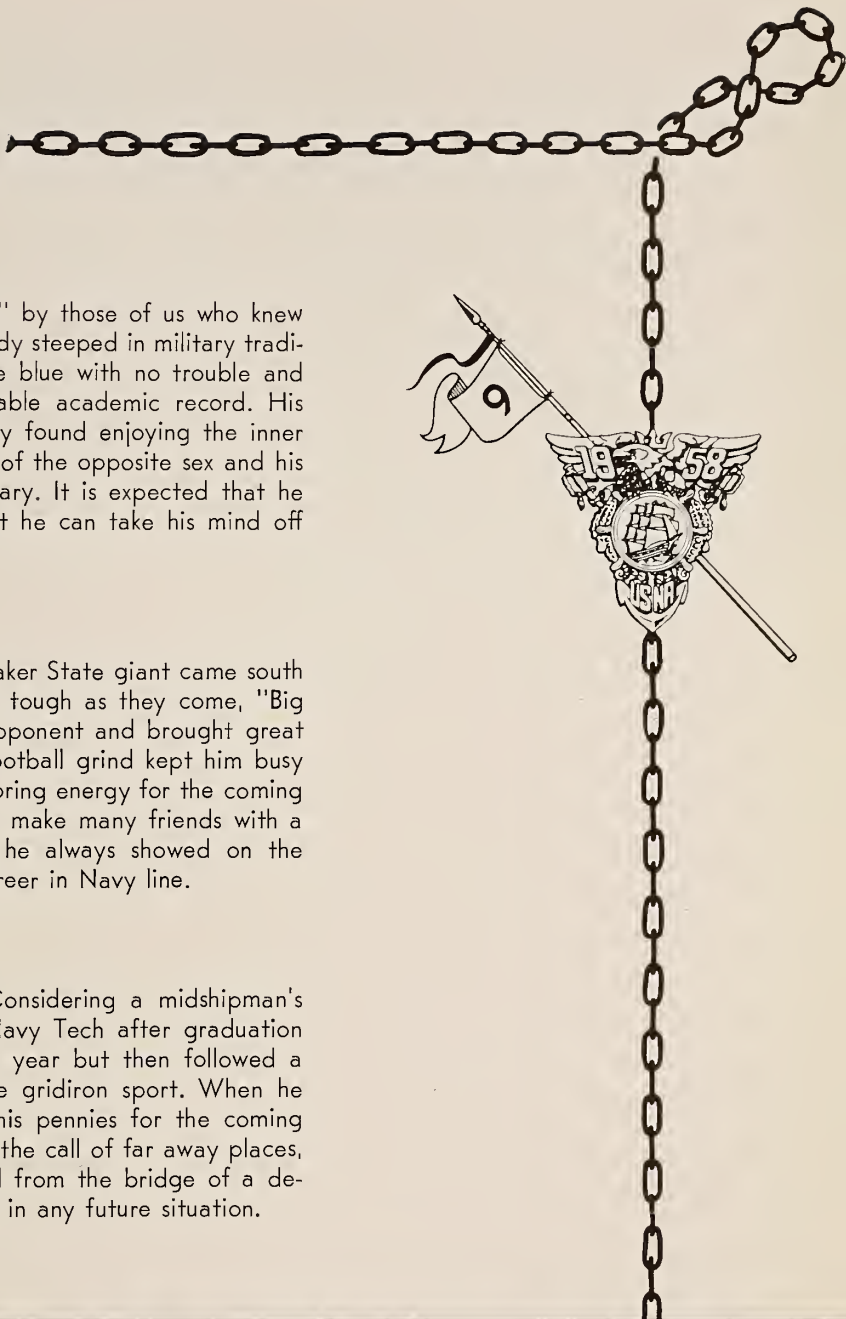 " by those of us who knew
dy steeped in military tradi-
e blue with no trouble and
able academic record. His
y found enjoying the inner
of the opposite sex and his
ary. It is expected that he
t he can take his mind off
9
19 58
USNA
aker State giant came south
tough as they come, "Big
pponent and brought great
ootball grind kept him busy
oring energy for the coming
make many friends with a
he always showed on the
reer in Navy line.
Considering a midshipman's
Navy Tech after graduation
year but then followed a
e gridiron sport. When he
his pennies for the coming
the call of far away places,
l from the bridge of a de-
in any future situation.